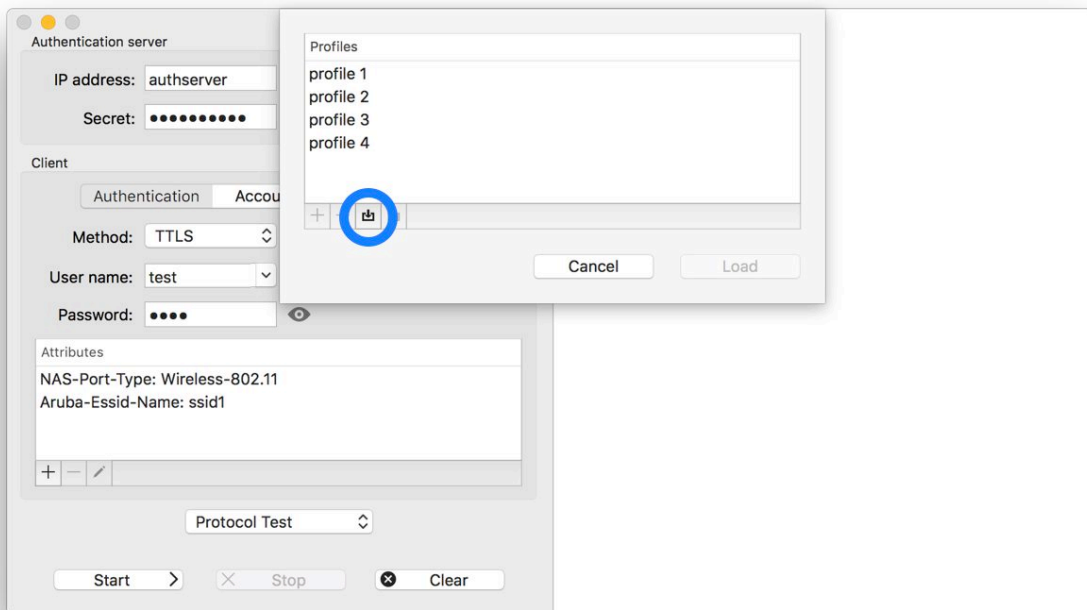 Authentication server
IP address: authserver
Secret: ●●●●●●●●●●
Client
Authentication Accou
Method: TTLS
User name: test
Password: ●●●●
Attributes
NAS-Port-Type: Wireless-802.11
Aruba-Essid-Name: ssid1
Protocol Test
Start Stop Clear
Profiles
profile 1
profile 2
profile 3
profile 4
Cancel Load